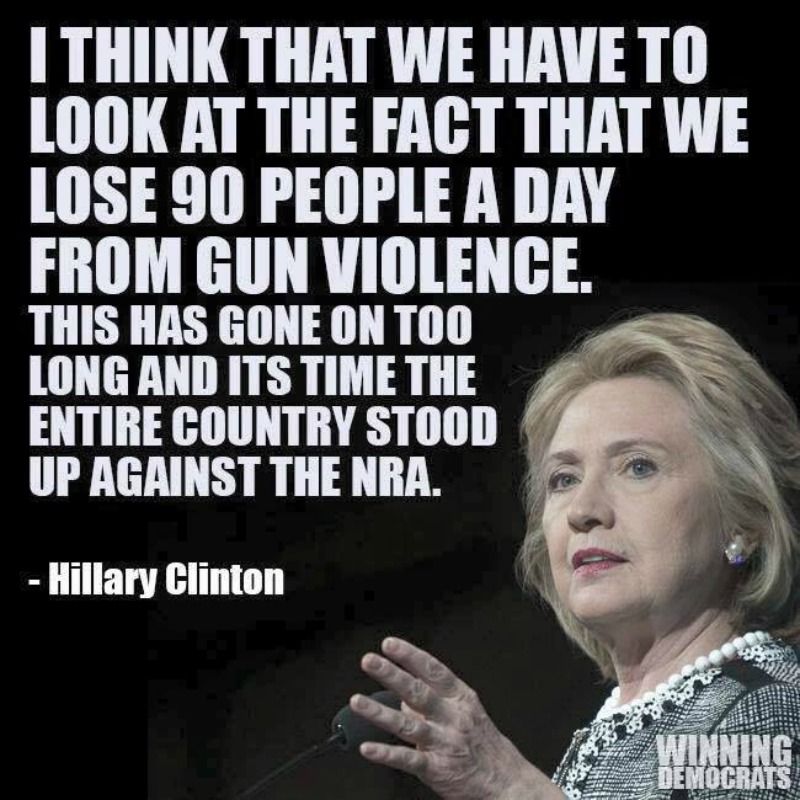 I THINK THAT WE HAVE TO
LOOK AT THE FACT THAT WE
LOSE 90 PEOPLE A DAY
FROM GUN VIOLENCE.
THIS HAS GONE ON TOO
LONG AND ITS TIME THE
ENTIRE COUNTRY STOOD
UP AGAINST THE NRA.
- Hillary Clinton
WINNING
DEMOCRATS